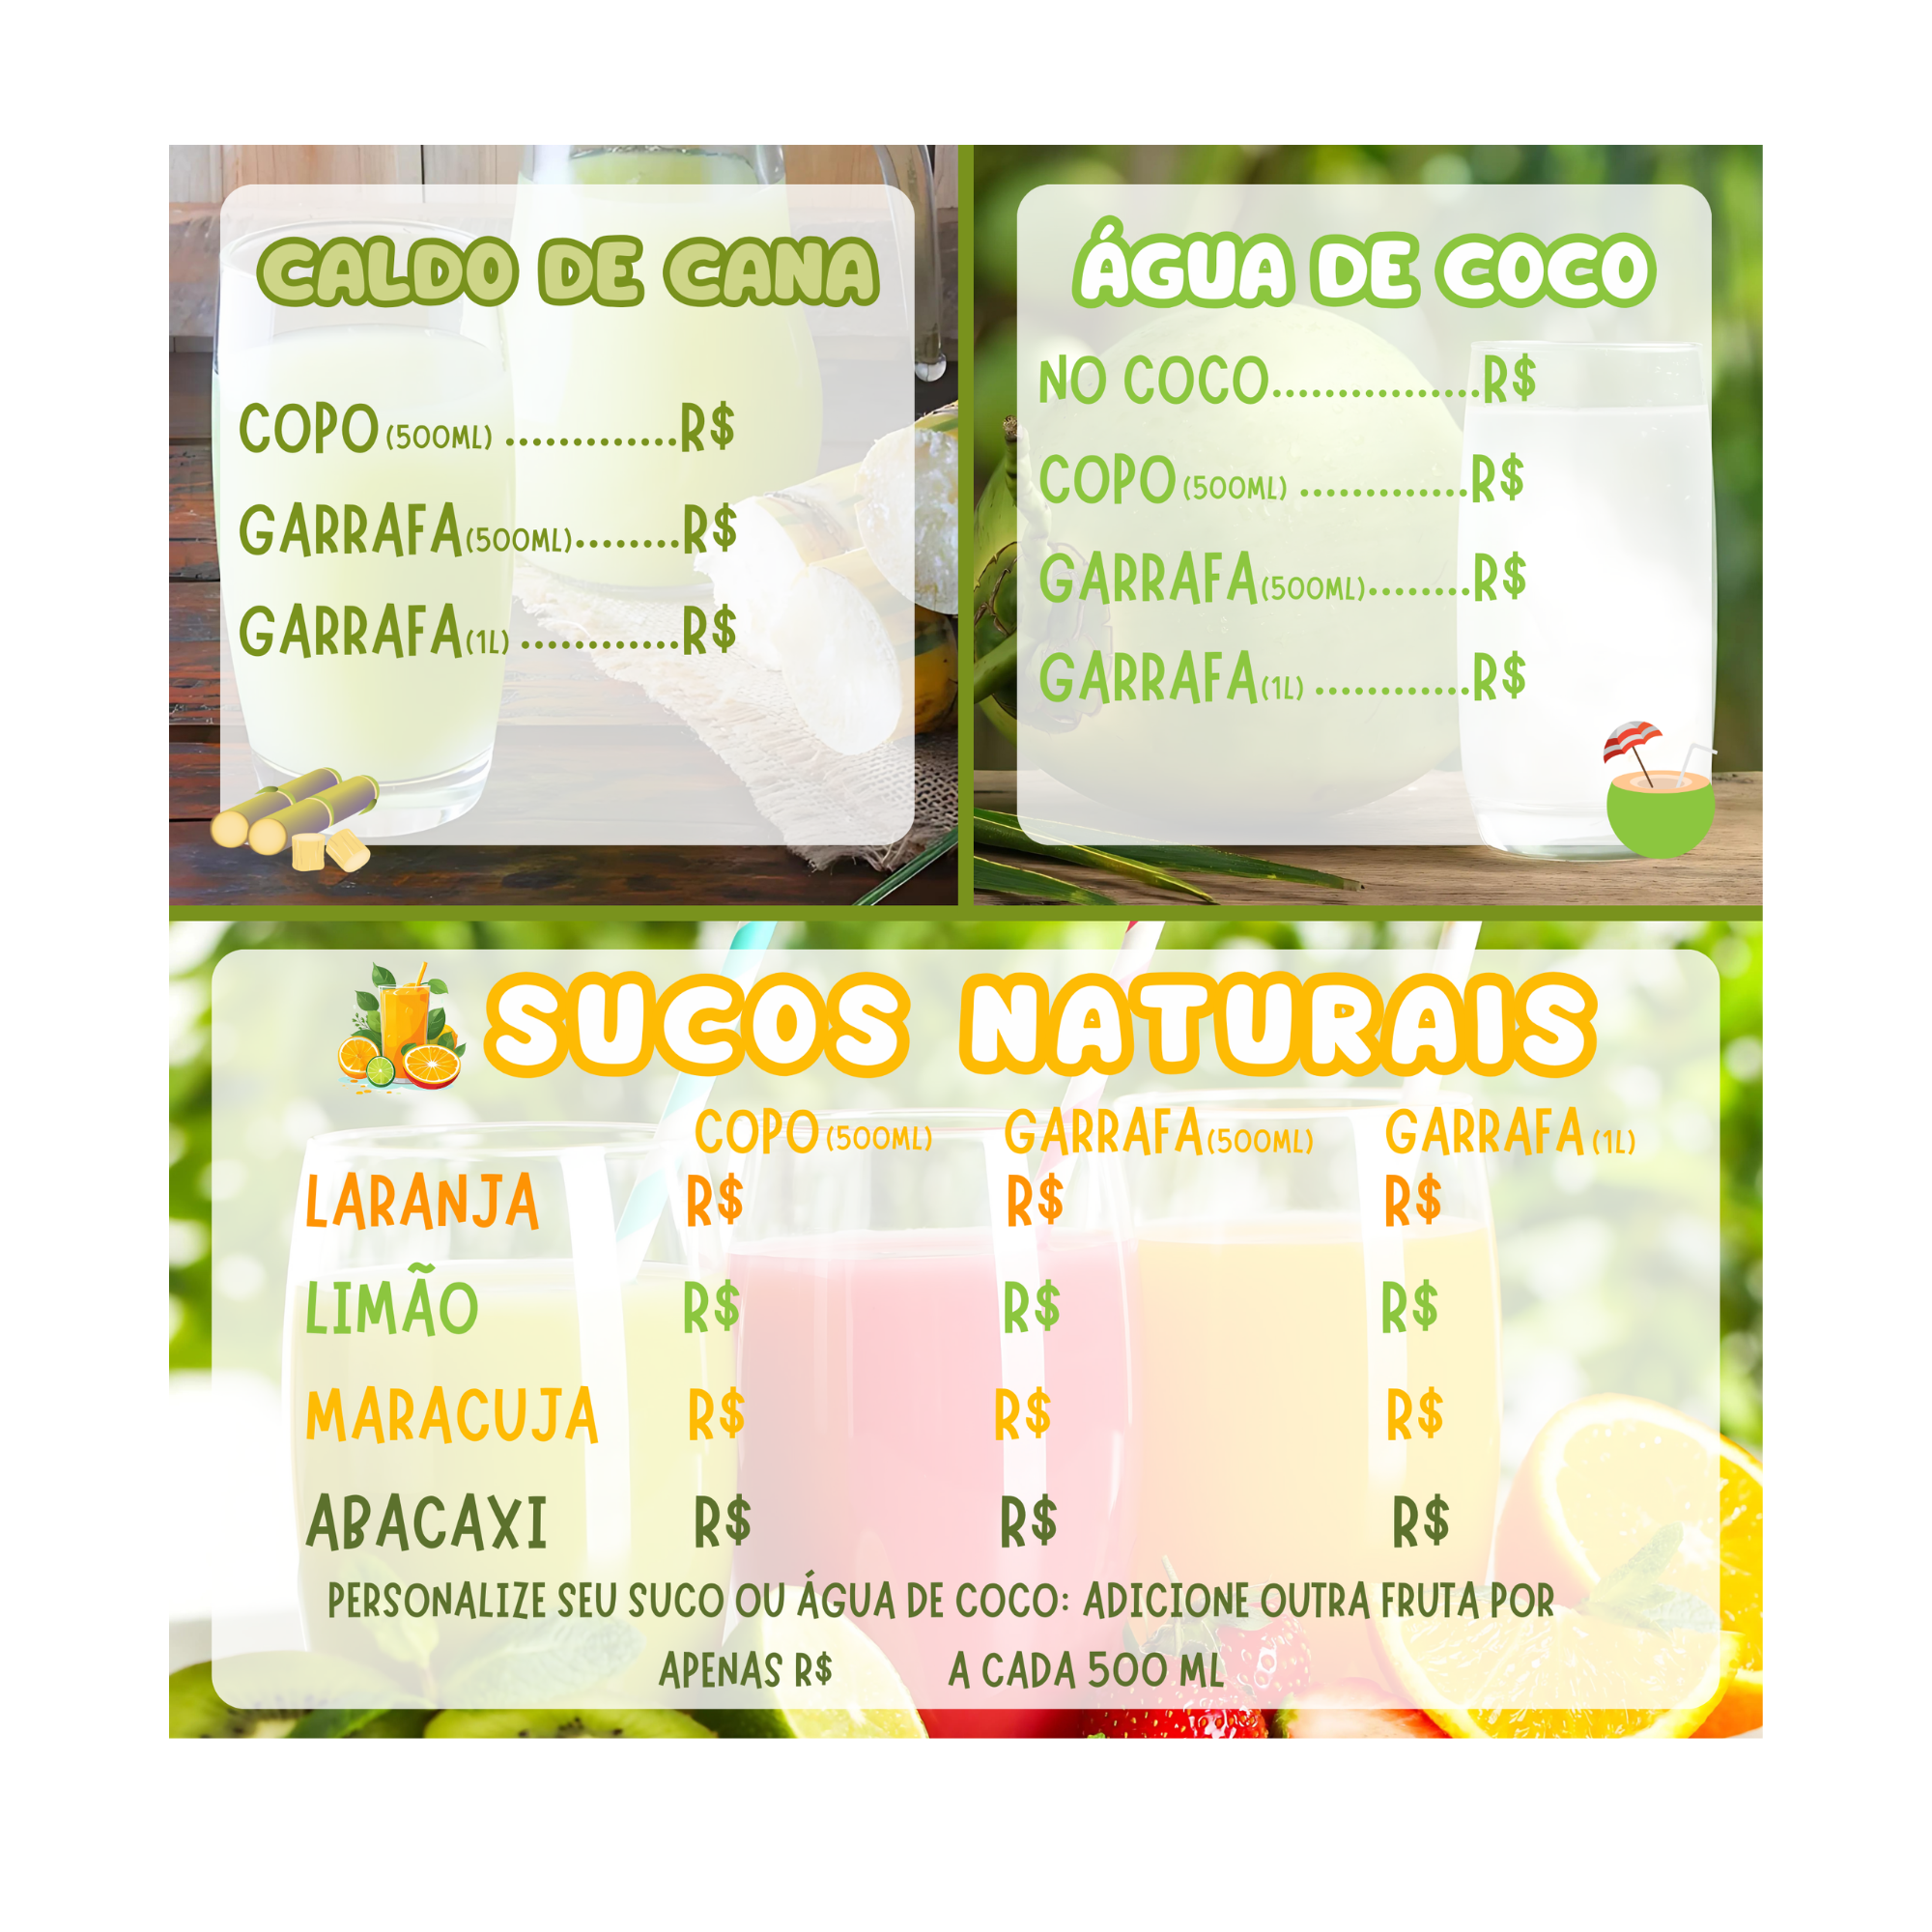 CALDO DE CANA
COPO (500ML) .............R$
GARRAFA(500ML)........R$
GARRAFA(1L) ............R$
ÁGUA DE COCO
NO COCO................R$
COPO (500ML) .............R$
GARRAFA(500ML)........R$
GARRAFA(1L) ............R$
SUCOS NATURAIS
COPO (500ML) GARRAFA(500ML) GARRAFA (1L)
LARANJA R$ R$ R$
LIMÃO R$ R$ R$
MARACUJA R$ R$ R$
ABACAXI R$ R$ R$
PERSONALIZE SEU SUCO OU ÁGUA DE COCO: ADICIONE OUTRA FRUTA POR
APENAS R$ A CADA 500 ML